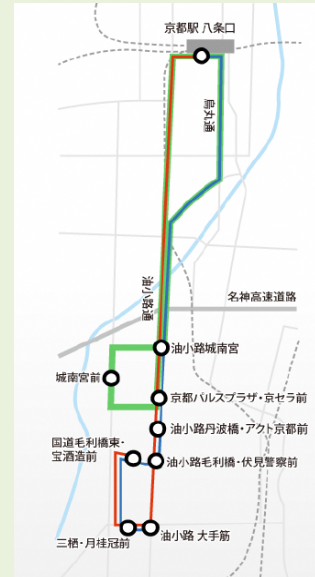 京都駅 八条口
烏丸通
油小路通
名神高速道路
油小路城南宮
城南宮前
京都パルスプラザ・京セラ前
油小路丹波橋・アクト京都前
国道毛利橋東・
宝酒造前
油小路毛利橋・伏見警察前
三栖・月桂冠前
油小路 大手筋